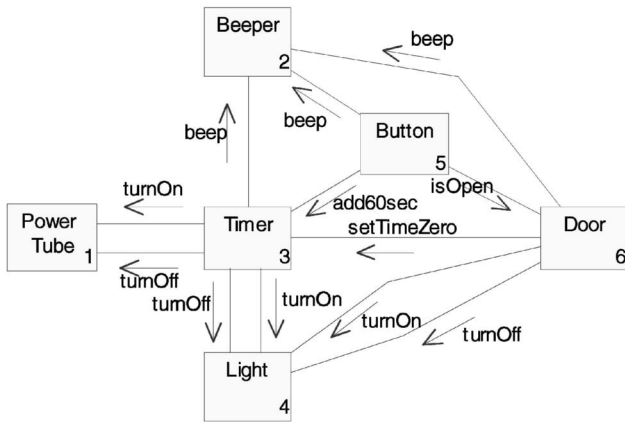 Beeper
2
beep
beep
beep
Button
5
isOpen
turnOn
add60sec
Power
Tube
1
Timer
3
setTimeZero
Door
6
turnOff
turnOff
turnOn
turnOn
turnOff
Light
4